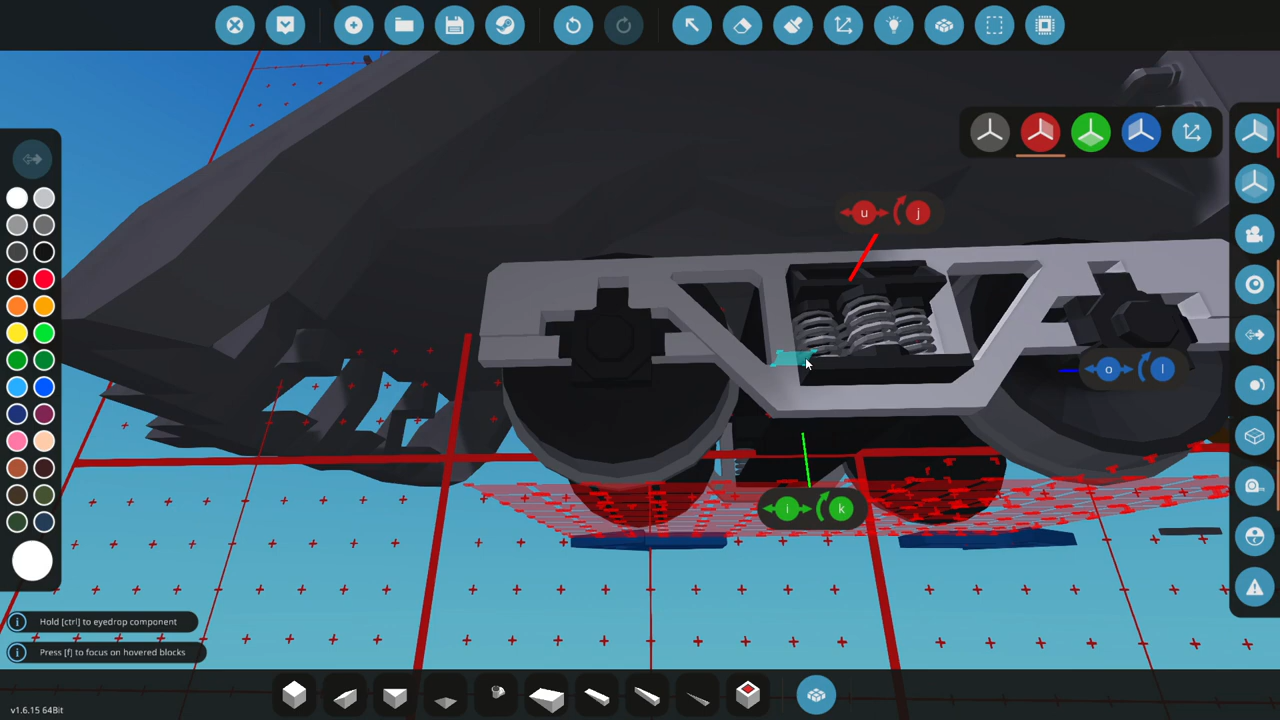 u
j
o
l
i
k
Hold [ctrl] to eyedrop component
Press [f] to focus on hovered blocks
v1.6.15 64Bit